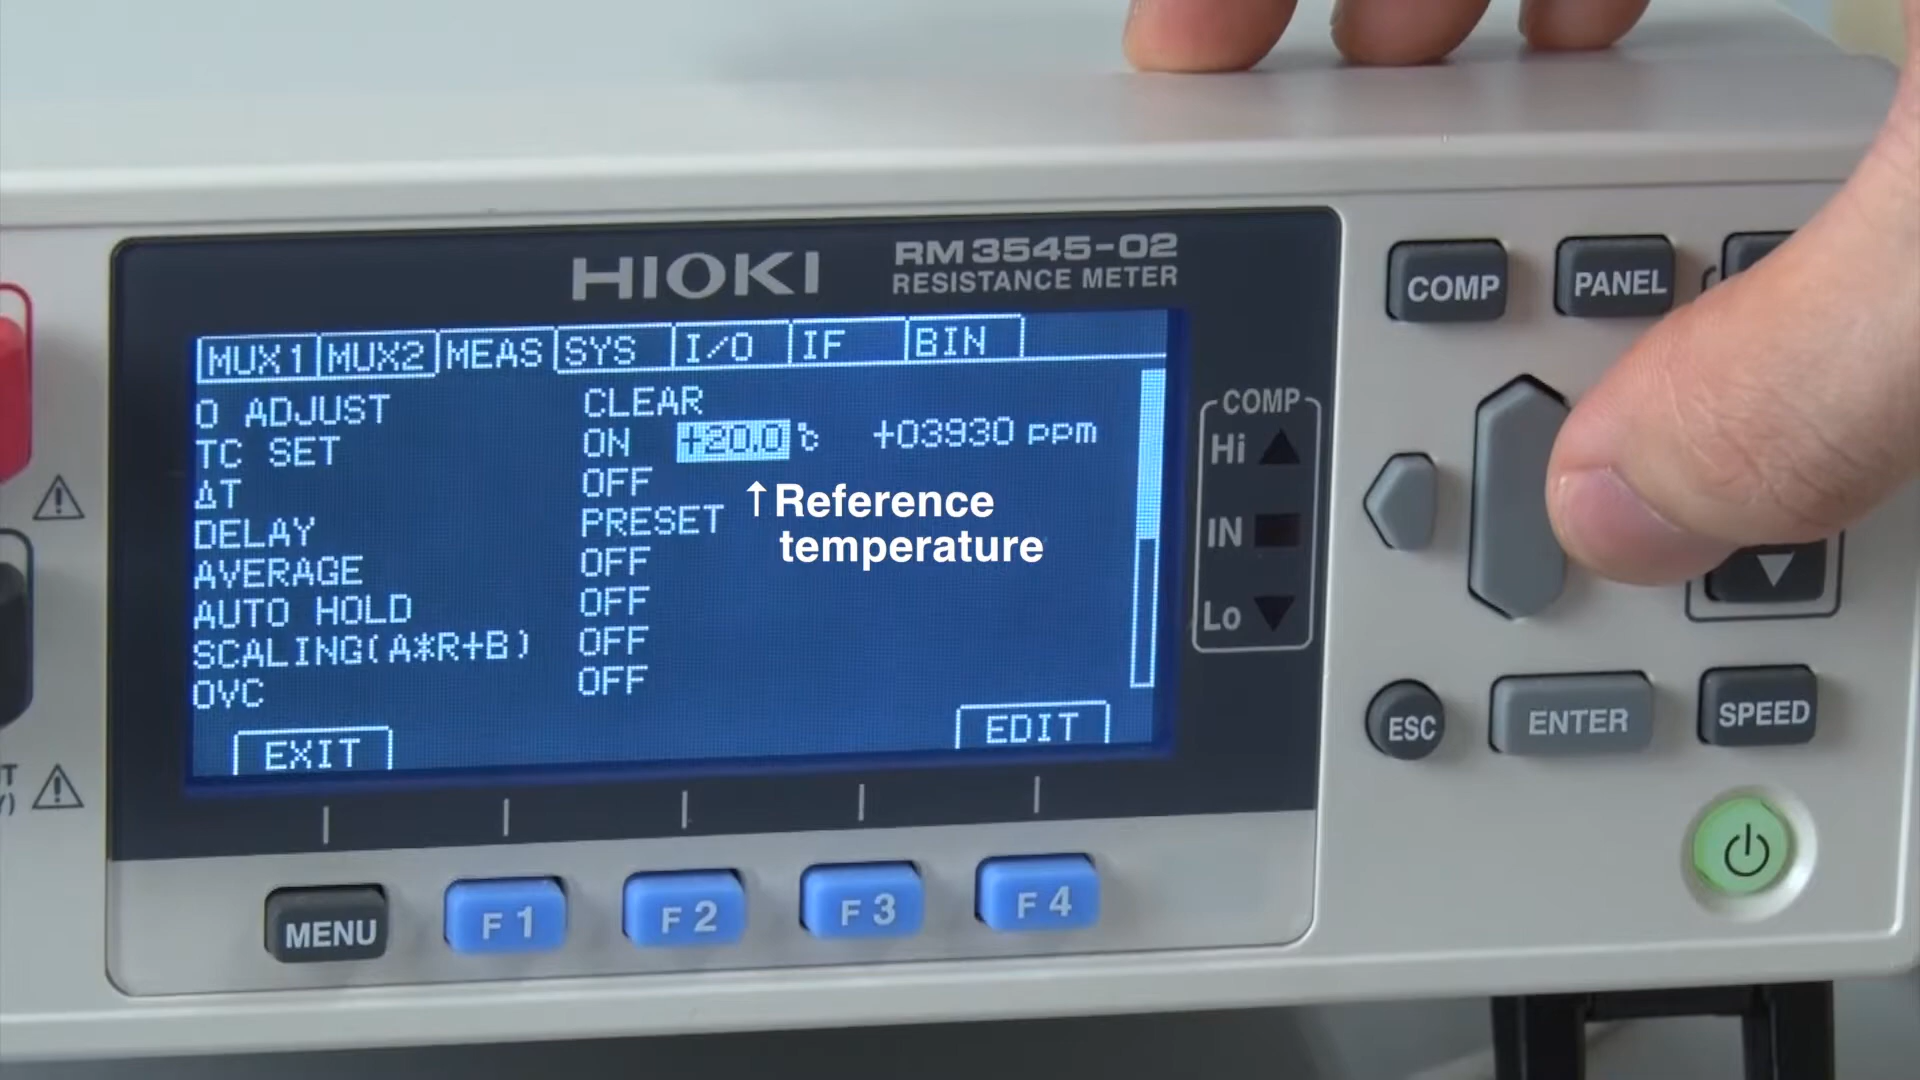 HIOKI
RM3545-02
RESISTANCE METER
MUX1 MUX2 MEAS SYS I/O IF BIN
0 ADJUST CLEAR
TC SET ON +20.0 ℃ +03930 ppm
ΔT OFF
↑Reference
temperature
DELAY PRESET
AVERAGE OFF
AUTO HOLD OFF
SCALING(A*R+B) OFF
OVC OFF
EXIT EDIT
COMP
Hi
IN
Lo
COMP PANEL
ESC ENTER SPEED
MENU F1 F2 F3 F4